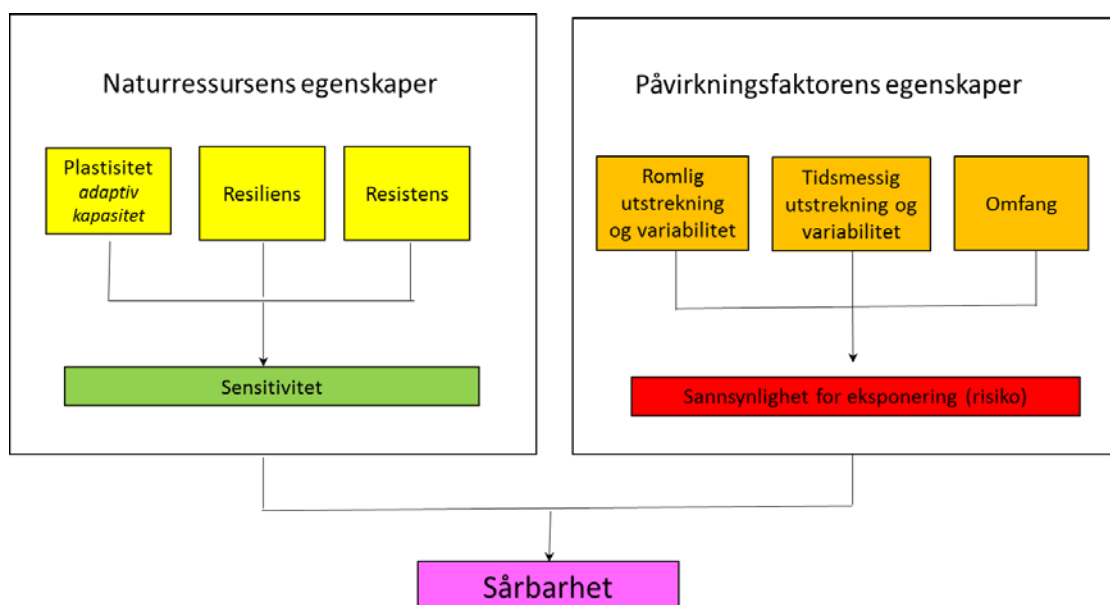 Naturressursens egenskaper
Plastisitet
adaptiv
kapasitet
Resiliens
Resistens
Sensitivitet
Påvirkningsfaktorens egenskaper
Romlig
utstrekning
og variabilitet
Tidsmessig
utstrekning og
variabilitet
Omfang
Sannsynlighet for eksponering (risiko)
Sårbarhet